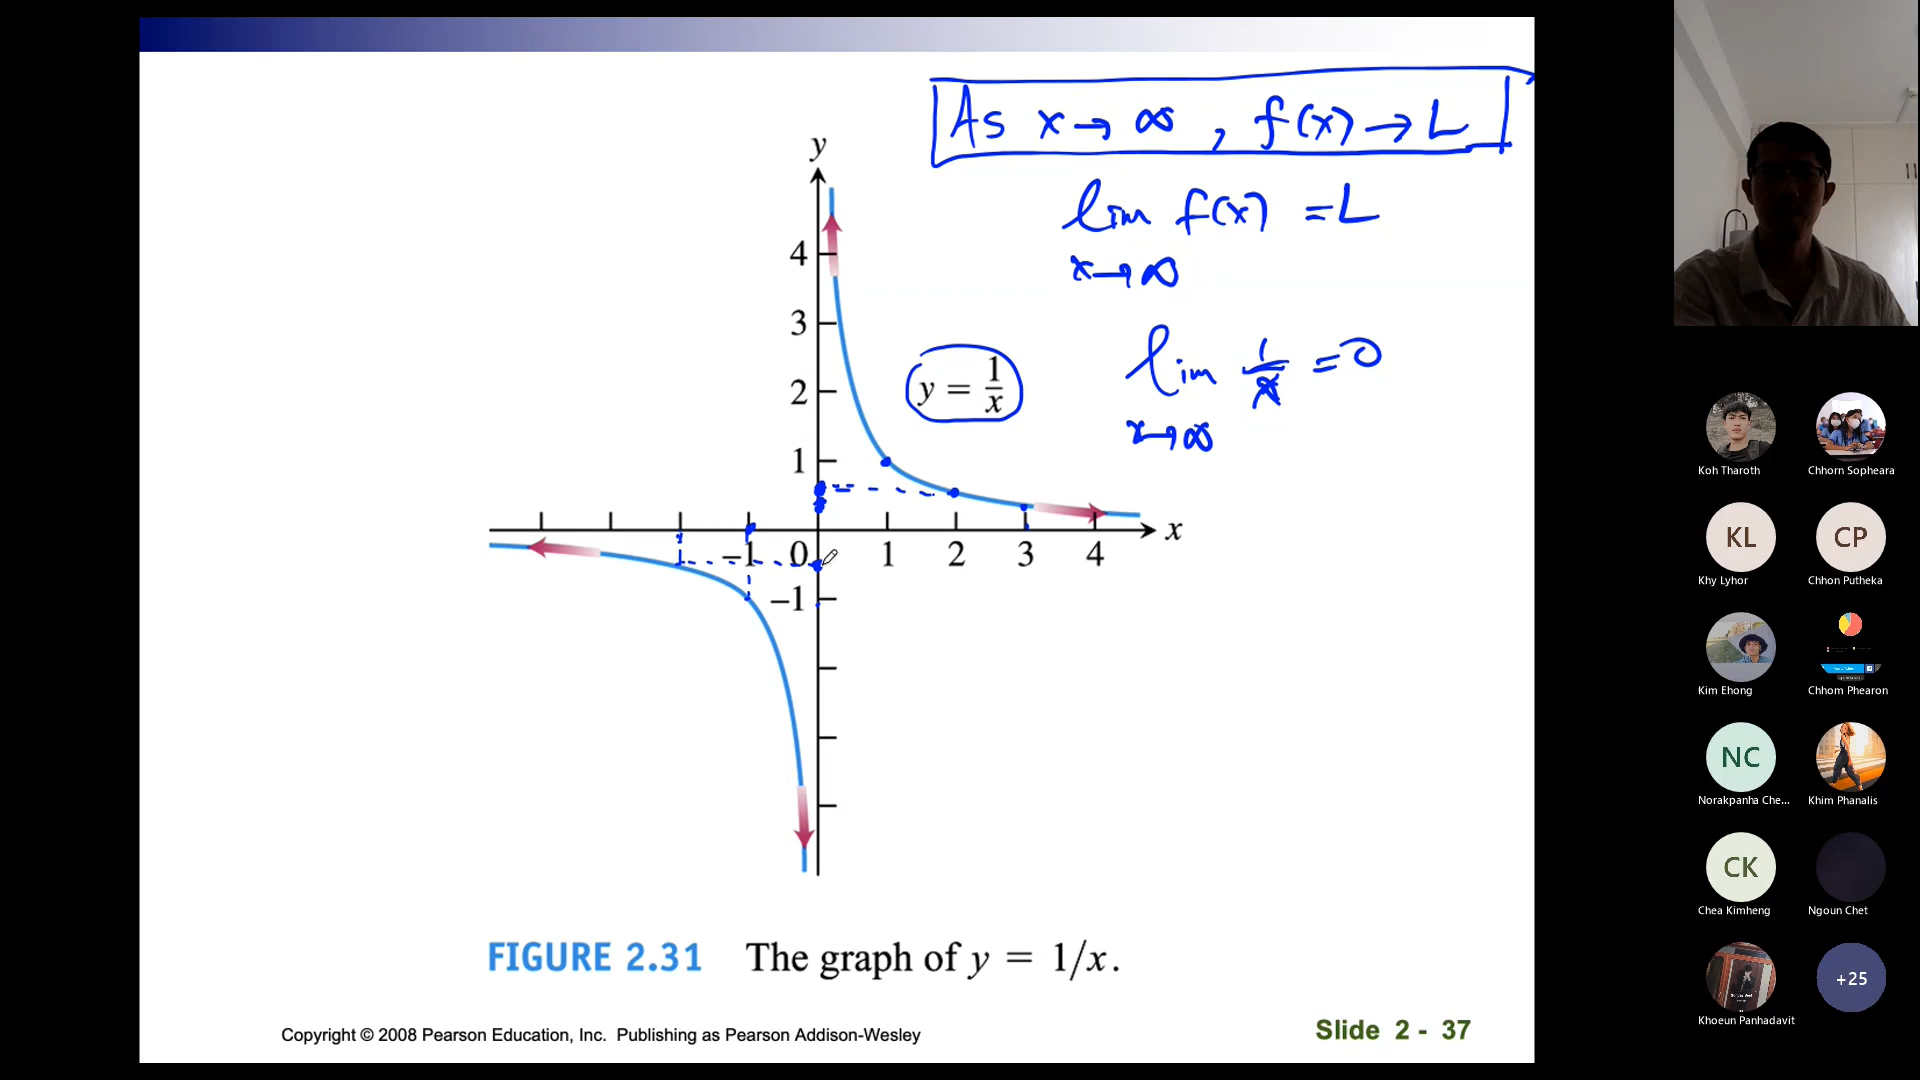 As x → ∞ , f(x) → L
lim f(x) = L
x → ∞
lim 1/x = 0
x → ∞
y
4
3
2
1
y = 1/x
x
–1 0 1 2 3 4
–1
FIGURE 2.31 The graph of y = 1/x.
Copyright © 2008 Pearson Education, Inc. Publishing as Pearson Addison-Wesley
Slide 2 - 37
Koh Tharoth
Chhorn Sopheara
KL
CP
Khy Lyhor
Chhon Putheka
Kim Ehong
Chhom Phearon
NC
Norakpanha Che...
Khim Phanalis
CK
Chea Kimheng
Ngoun Chet
+25
Khoeun Panhadavit